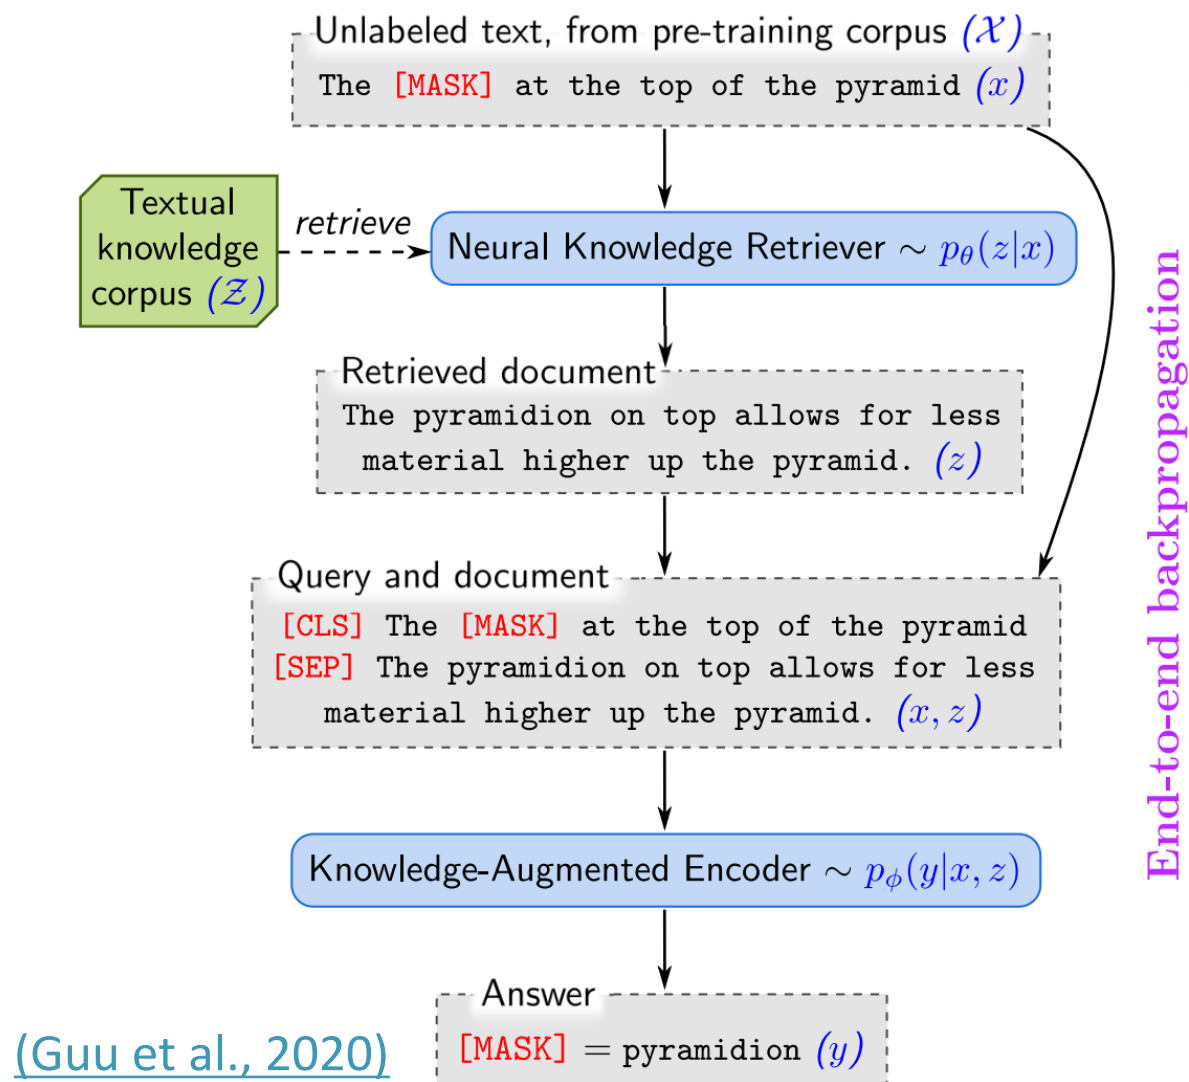 Unlabeled text, from pre-training corpus (𝒳)
The [MASK] at the top of the pyramid (x)
Textual
knowledge
corpus (𝒵)
retrieve
Neural Knowledge Retriever ∼ pθ(z|x)
Retrieved document
The pyramidion on top allows for less
material higher up the pyramid. (z)
Query and document
[CLS] The [MASK] at the top of the pyramid
[SEP] The pyramidion on top allows for less
material higher up the pyramid. (x, z)
End-to-end backpropagation
Knowledge-Augmented Encoder ∼ pϕ(y|x, z)
Answer
[MASK] = pyramidion (y)
(Guu et al., 2020)